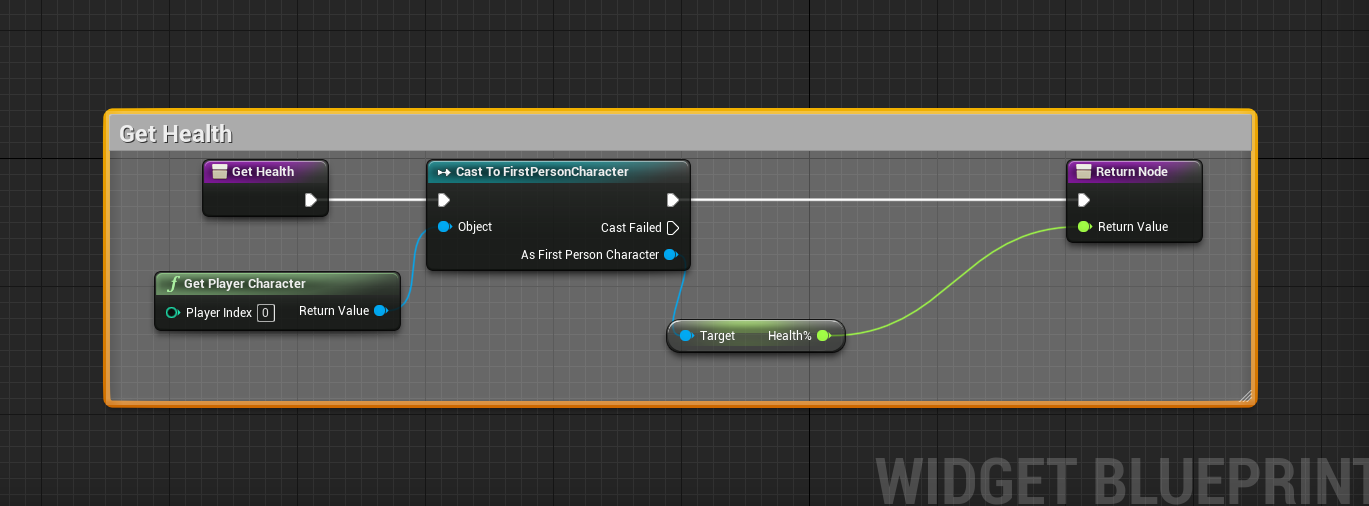 Get Health
Get Health
Cast To FirstPersonCharacter
Return Node
Object
Cast Failed
Return Value
As First Person Character
f Get Player Character
Player Index 0
Return Value
Target
Health%
WIDGET BLUEPRINT